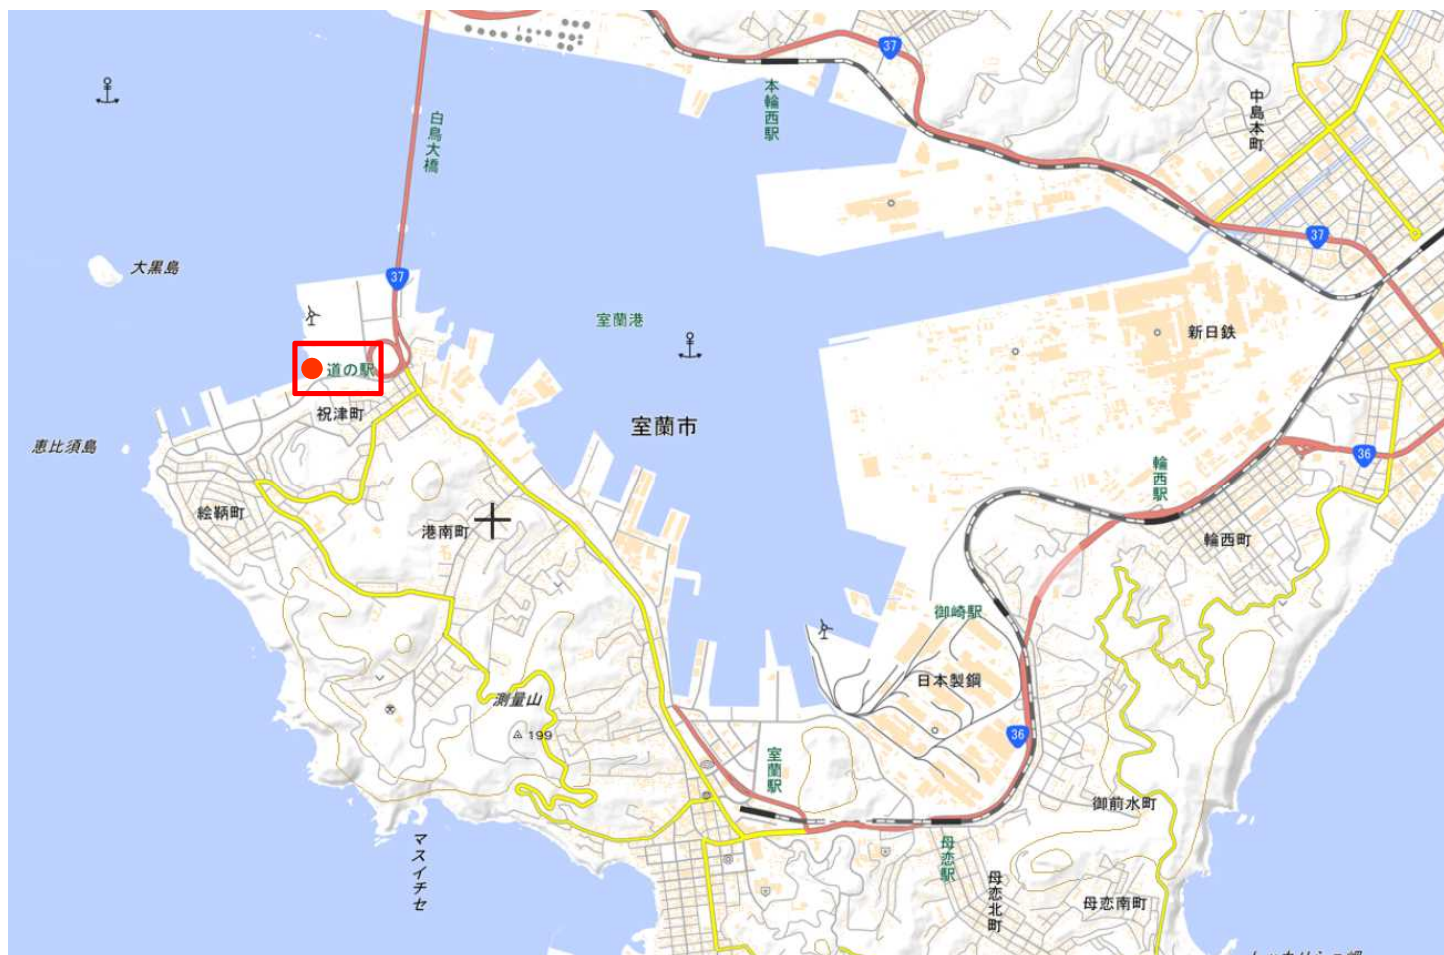 37
本輪西駅
中島本町
白鳥大橋
大黒島
37
37
室蘭港
新日鉄
道の駅
祝津町
室蘭市
恵比須島
36
輪西駅
絵鞆町
港南町
輪西町
御崎駅
日本製鋼
測量山
199
36
室蘭駅
御前水町
マスイチセ
母恋駅
母恋北町
母恋南町